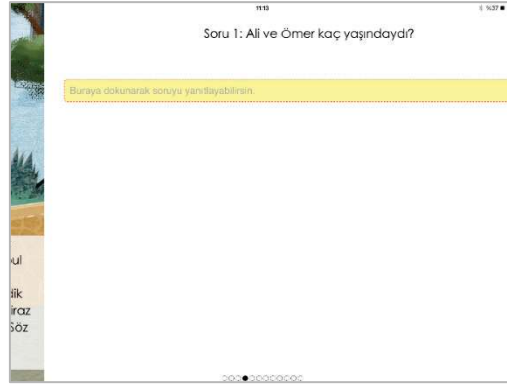 11:13
%37
Soru 1: Ali ve Ömer kaç yaşındaydı?
Buraya dokunarak soruyu yanıtlayabilirsin.
ul
dik
iraz
Söz